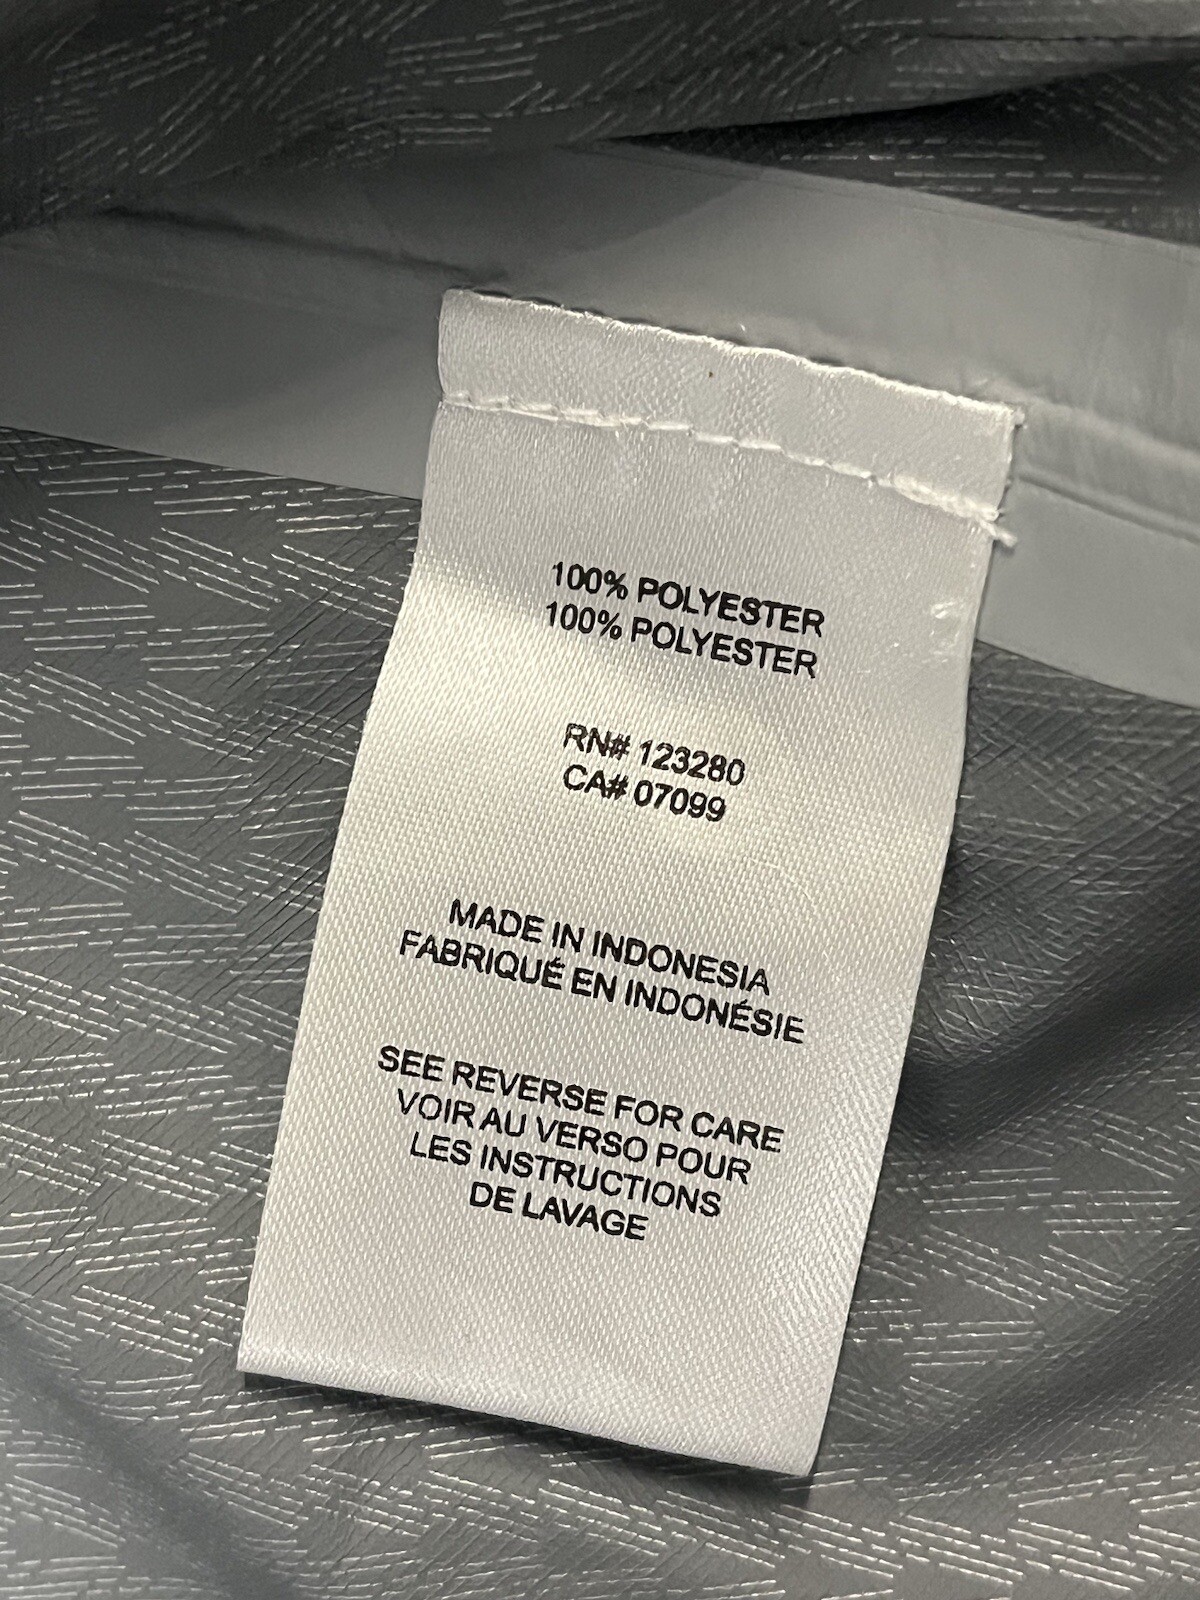 100% POLYESTER
100% POLYESTER
RN# 123280
CA# 07099
MADE IN INDONESIA
FABRIQUÉ EN INDONÉSIE
SEE REVERSE FOR CARE
VOIR AU VERSO POUR
LES INSTRUCTIONS
DE LAVAGE